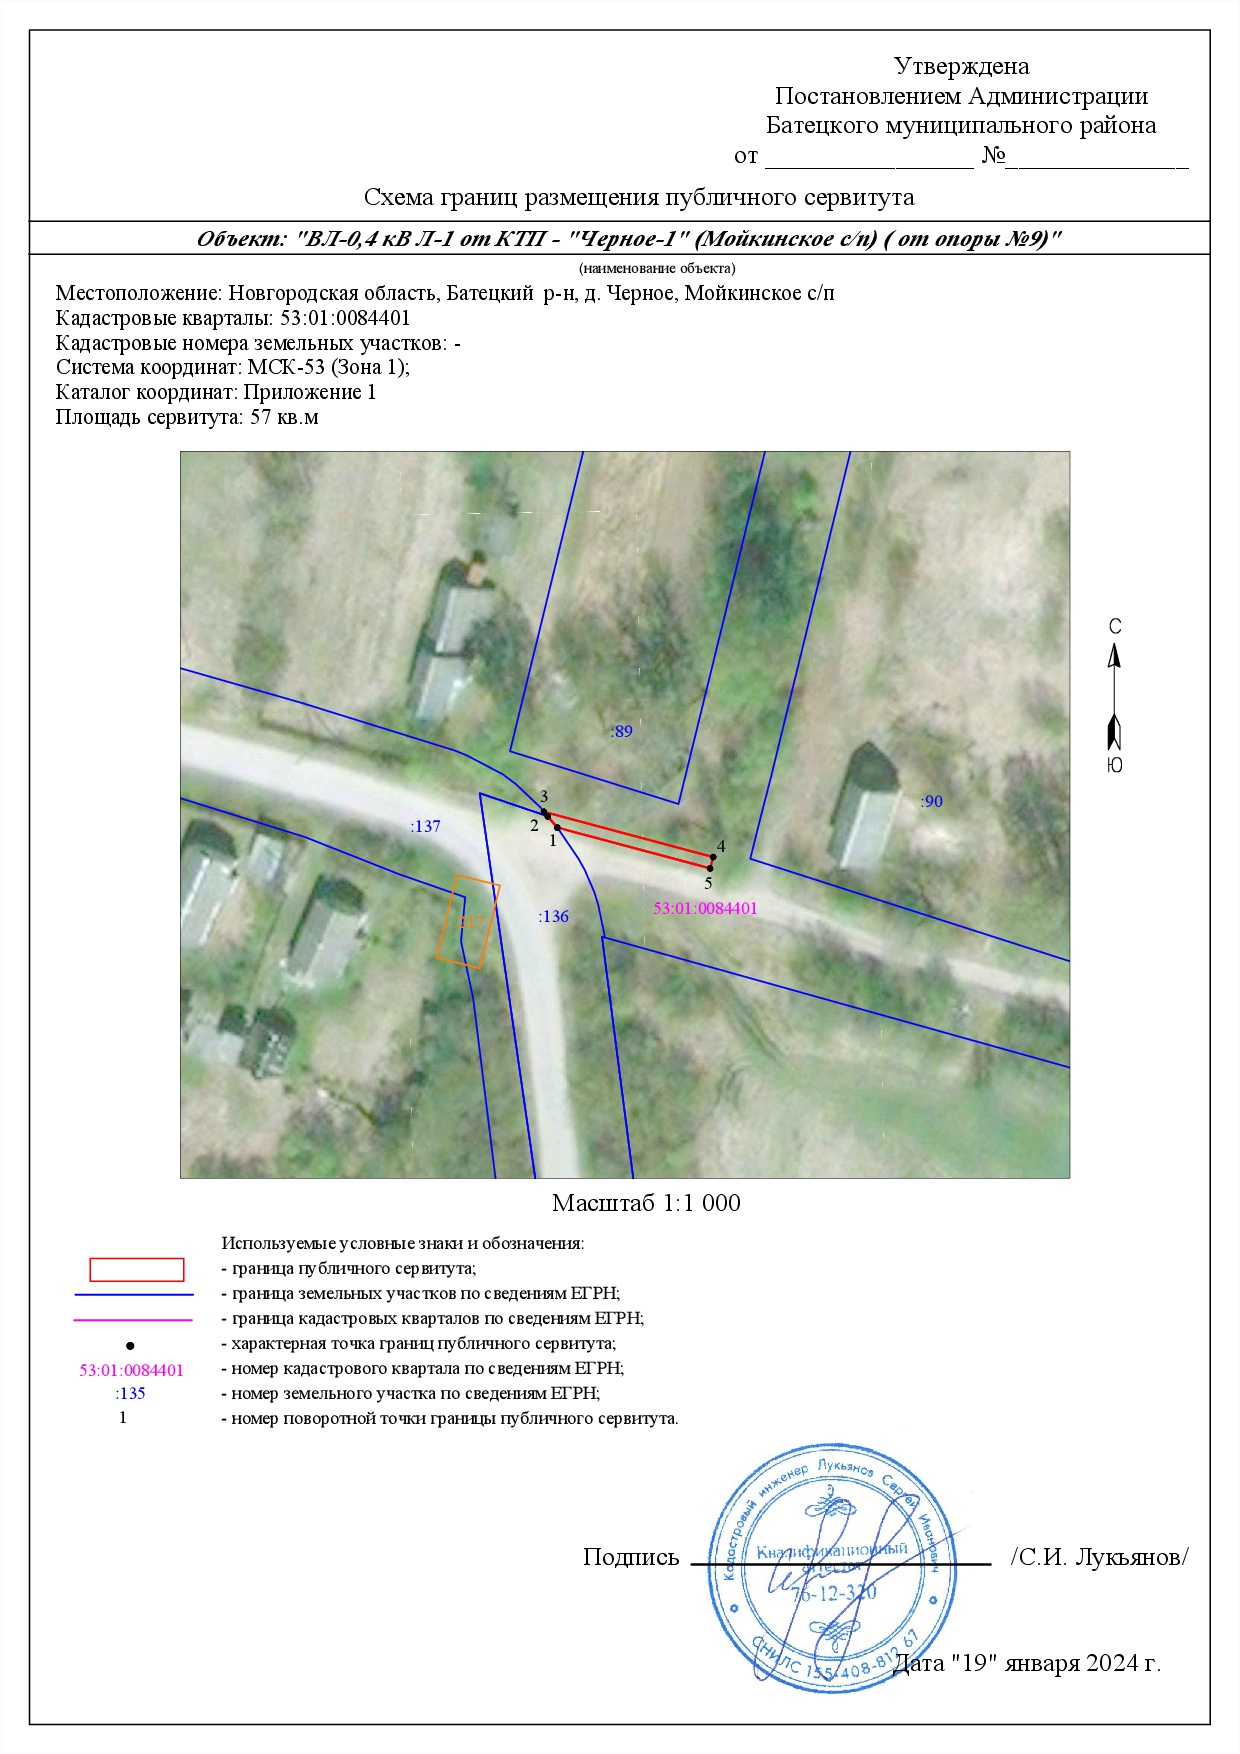 Утверждена
Постановлением Администрации
Батецкого муниципального района
от ________________ №______________
Схема границ размещения публичного сервитута
Объект: "ВЛ-0,4 кВ Л-1 от КТП - "Черное-1" (Мойкинское с/п) ( от опоры №9)"
(наименование объекта)
Местоположение: Новгородская область, Батецкий р-н, д. Черное, Мойкинское с/п
Кадастровые кварталы: 53:01:0084401
Кадастровые номера земельных участков: -
Система координат: МСК-53 (Зона 1);
Каталог координат: Приложение 1
Площадь сервитута: 57 кв.м
С
Ю
:89
:90
3
:137
2
1
4
5
53:01:0084401
:136
:217
Масштаб 1:1 000
Используемые условные знаки и обозначения:
- граница публичного сервитута;
- граница земельных участков по сведениям ЕГРН;
- граница кадастровых кварталов по сведениям ЕГРН;
- характерная точка границ публичного сервитута;
53:01:0084401 - номер кадастрового квартала по сведениям ЕГРН;
:135 - номер земельного участка по сведениям ЕГРН;
1 - номер поворотной точки границы публичного сервитута.
Кадастровый инженер Лукьянов Сергей Иванович
Квалификационный
аттестат
76-12-320
СНИЛС 155-408-812 67
Подпись /С.И. Лукьянов/
Дата "19" января 2024 г.